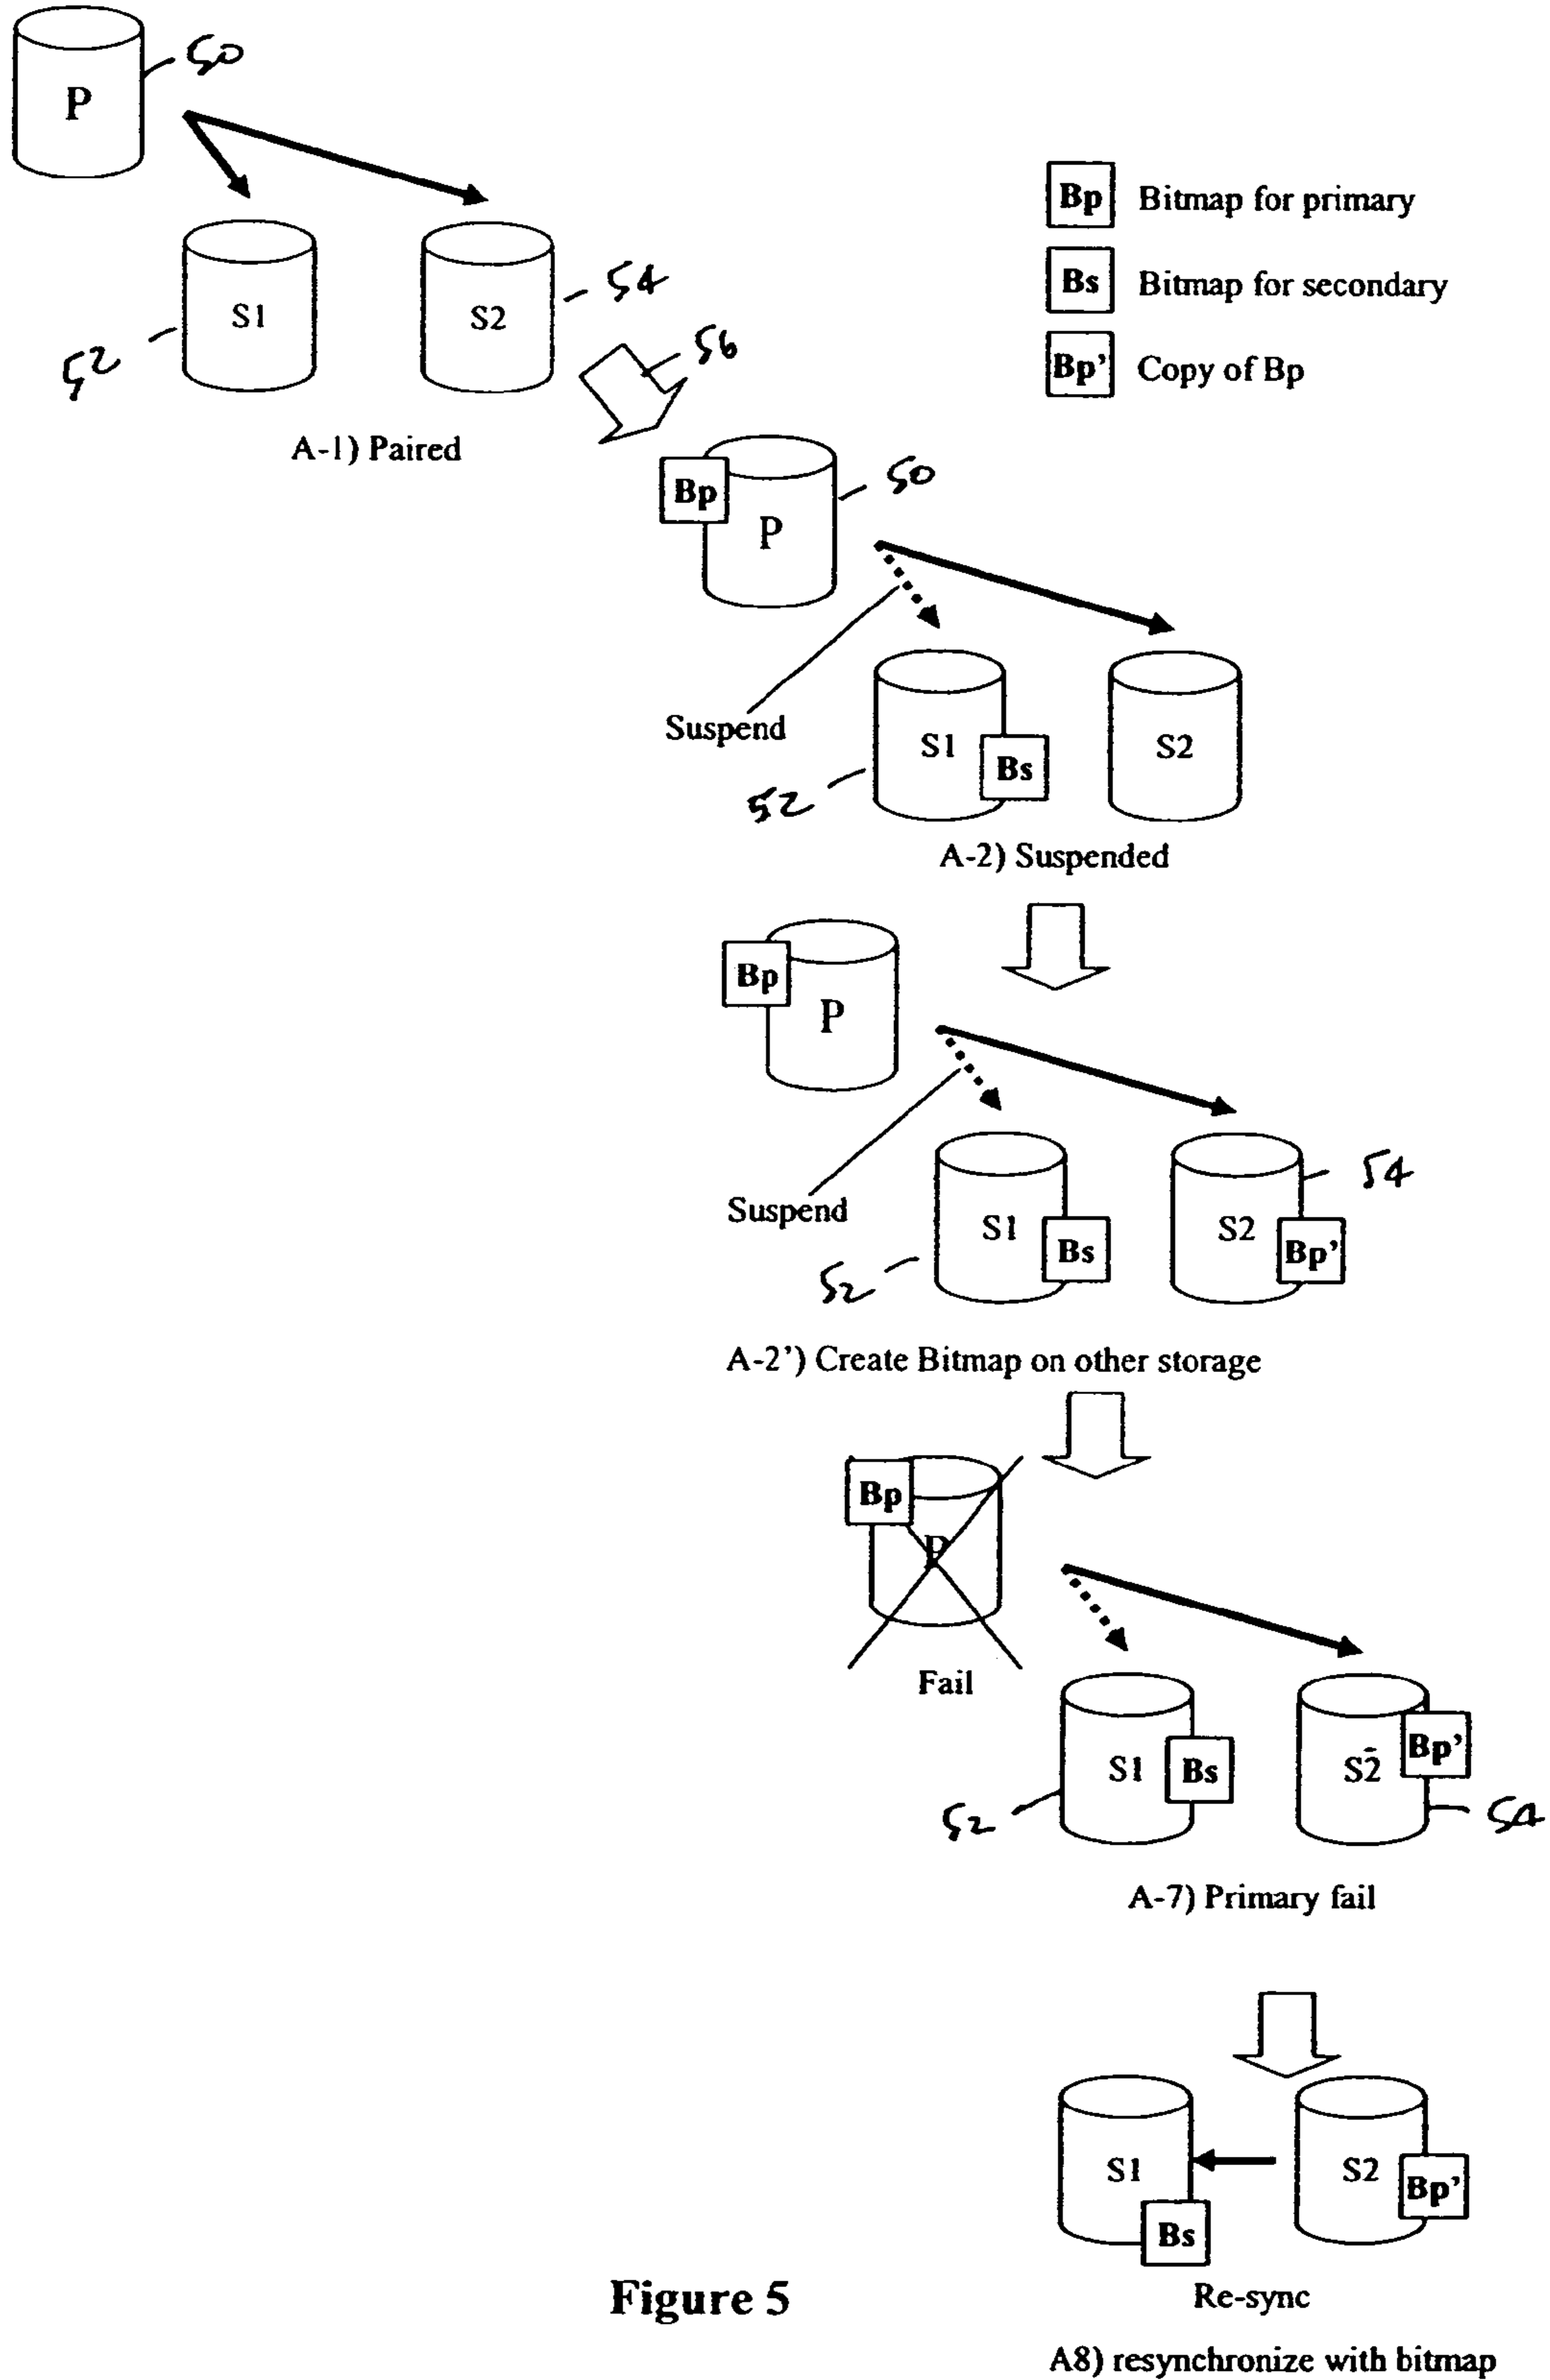 P
50
Bp Bitmap for primary
Bs Bitmap for secondary
Bp' Copy of Bp
S1
S2
54
52
56
A-1) Paired
Bp
P
50
Suspend
S1
Bs
S2
52
A-2) Suspended
Bp
P
Suspend
S1
Bs
S2
Bp'
54
52
A-2') Create Bitmap on other storage
Bp
P
Fail
S1
Bs
S2
Bp'
52
54
A-7) Primary fail
S1
Bs
S2
Bp'
Re-sync
Figure 5
A8) resynchronize with bitmap